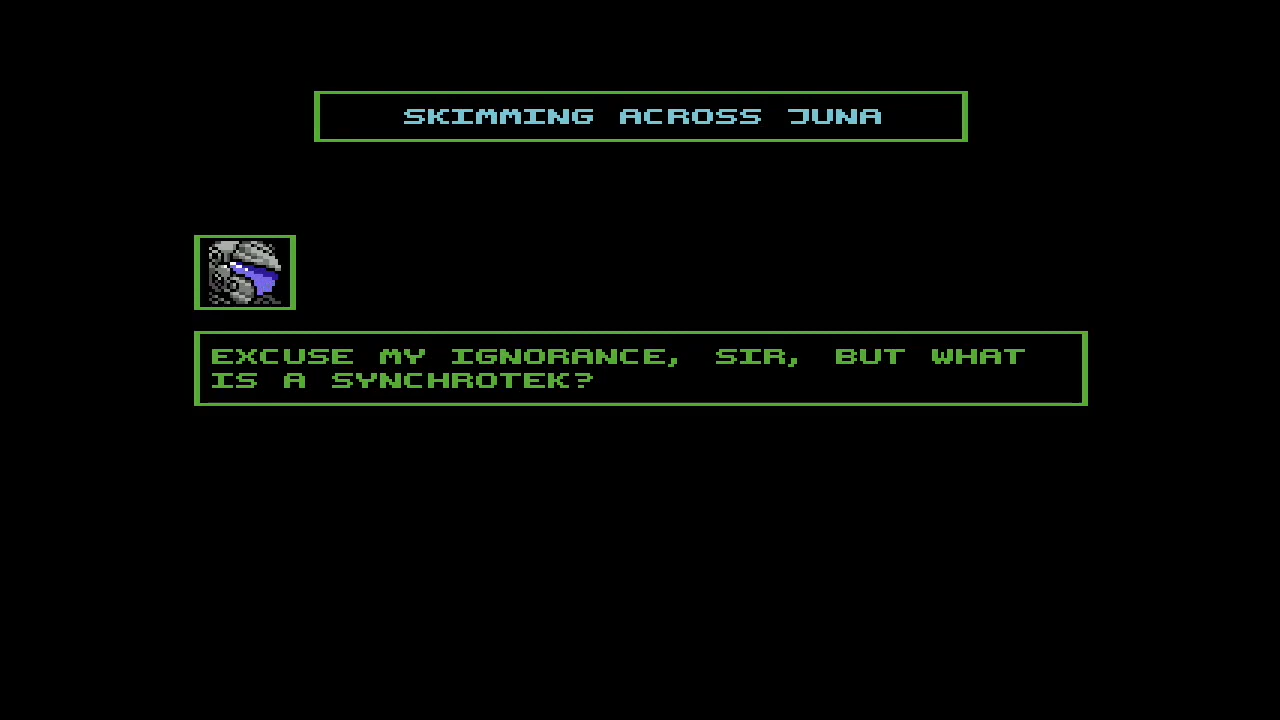 SKIMMING ACROSS JUNA
EXCUSE MY IGNORANCE, SIR, BUT WHAT
IS A SYNCHROTEK?